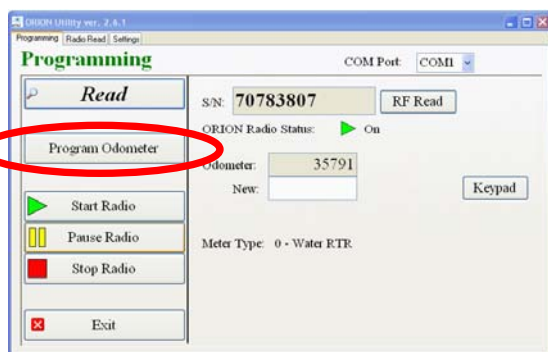 ORION Utility ver. 2.6.1
Programming Radio Read Settings
Programming COM Port: COM1
Read
S/N: 70783807 RF Read
ORION Radio Status: On
Program Odometer
Odometer: 35791
New: Keypad
Start Radio
Pause Radio
Meter Type: 0 - Water RTR
Stop Radio
Exit